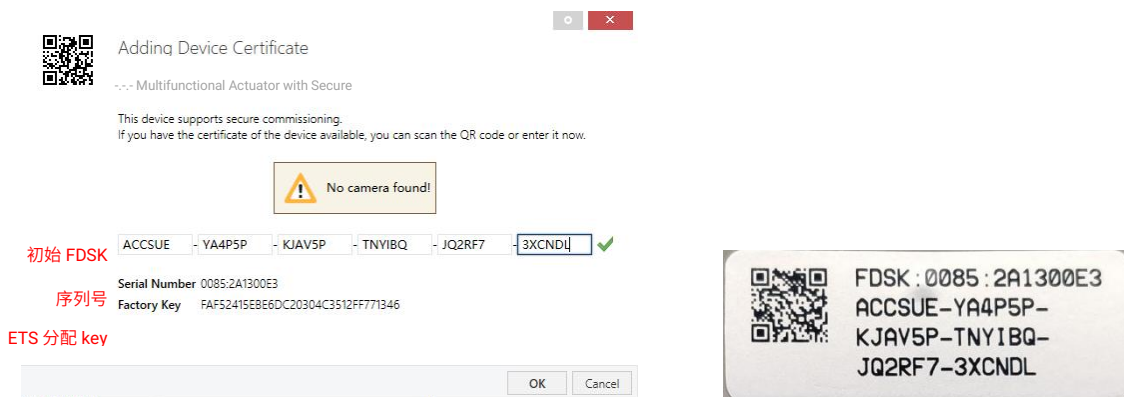 Adding Device Certificate
-.-.- Multifunctional Actuator with Secure
This device supports secure commissioning.
If you have the certificate of the device available, you can scan the QR code or enter it now.
No camera found!
初始 FDSK
ACCSUE - YA4P5P - KJAV5P - TNYIBQ - JQ2RF7 - 3XCNDL
序列号
Serial Number 0085:2A1300E3
Factory Key FAF52415EBE6DC20304C3512FF771346
ETS 分配 key
OK Cancel
FDSK:0085:2A1300E3
ACCSUE-YA4P5P-
KJAV5P-TNYIBQ-
JQ2RF7-3XCNDL